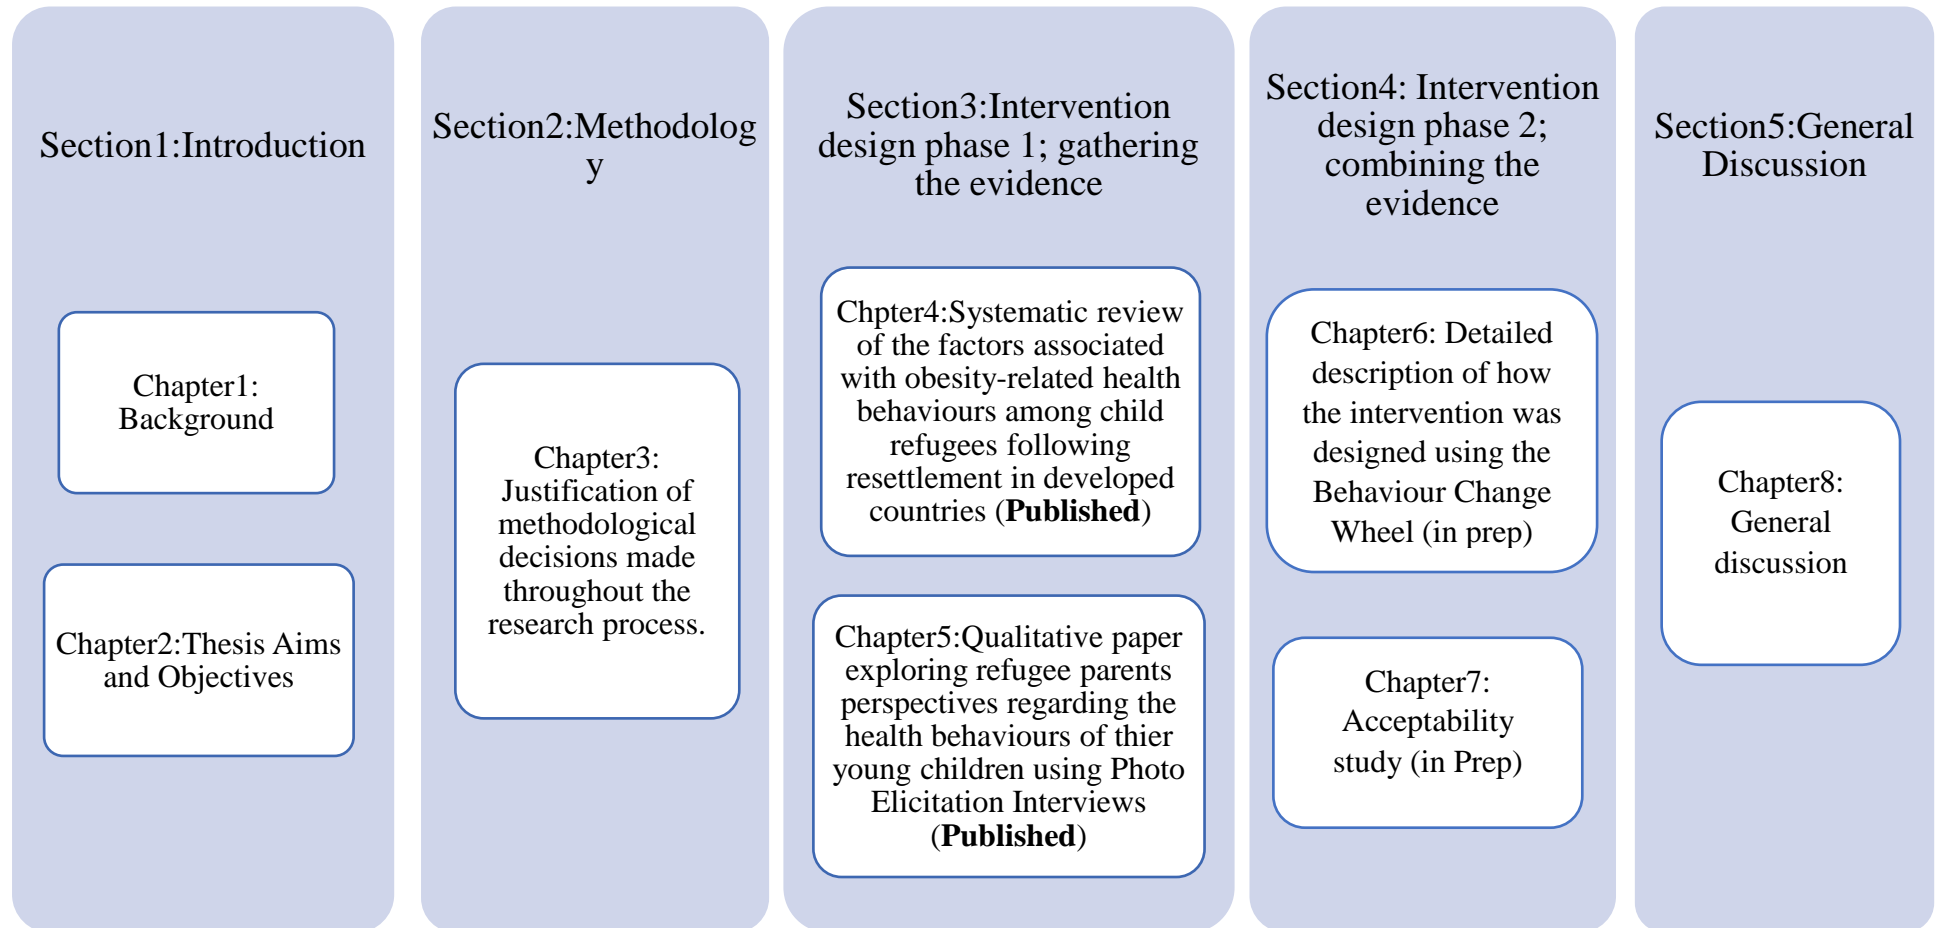 Section1:Introduction
Chapter1:
Background
Chapter2:Thesis Aims
and Objectives
Section2:Methodolog
y
Chapter3:
Justification of
methodological
decisions made
throughout the
research process.
Section3:Intervention
design phase 1; gathering
the evidence
Chpter4:Systematic review
of the factors associated
with obesity-related health
behaviours among child
refugees following
resettlement in developed
countries (Published)
Chapter5:Qualitative paper
exploring refugee parents
perspectives regarding the
health behaviours of thier
young children using Photo
Elicitation Interviews
(Published)
Section4: Intervention
design phase 2;
combining the
evidence
Chapter6: Detailed
description of how
the intervention was
designed using the
Behaviour Change
Wheel (in prep)
Chapter7:
Acceptability
study (in Prep)
Section5:General
Discussion
Chapter8:
General
discussion